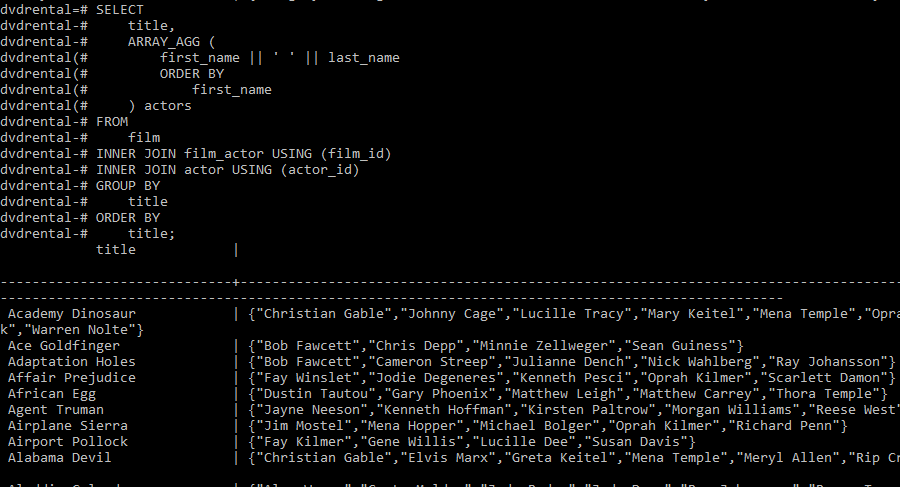 dvdrental=# SELECT
dvdrental-#     title,
dvdrental-#     ARRAY_AGG (
dvdrental(#         first_name || ' ' || last_name
dvdrental(#         ORDER BY
dvdrental(#             first_name
dvdrental(#     ) actors
dvdrental-# FROM
dvdrental-#     film
dvdrental-# INNER JOIN film_actor USING (film_id)
dvdrental-# INNER JOIN actor USING (actor_id)
dvdrental-# GROUP BY
dvdrental-#     title
dvdrental-# ORDER BY
dvdrental-#     title;
title |
Academy Dinosaur | {"Christian Gable","Johnny Cage","Lucille Tracy","Mary Keitel","Mena Temple","Opra
k","Warren Nolte"}
Ace Goldfinger | {"Bob Fawcett","Chris Depp","Minnie Zellweger","Sean Guiness"}
Adaptation Holes | {"Bob Fawcett","Cameron Streep","Julianne Dench","Nick Wahlberg","Ray Johansson"}
Affair Prejudice | {"Fay Winslet","Jodie Degeneres","Kenneth Pesci","Oprah Kilmer","Scarlett Damon"}
African Egg | {"Dustin Tautou","Gary Phoenix","Matthew Leigh","Matthew Carrey","Thora Temple"}
Agent Truman | {"Jayne Neeson","Kenneth Hoffman","Kirsten Paltrow","Morgan Williams","Reese West"
Airplane Sierra | {"Jim Mostel","Mena Hopper","Michael Bolger","Oprah Kilmer","Richard Penn"}
Airport Pollock | {"Fay Kilmer","Gene Willis","Lucille Dee","Susan Davis"}
Alabama Devil | {"Christian Gable","Elvis Marx","Greta Keitel","Mena Temple","Meryl Allen","Rip Cr